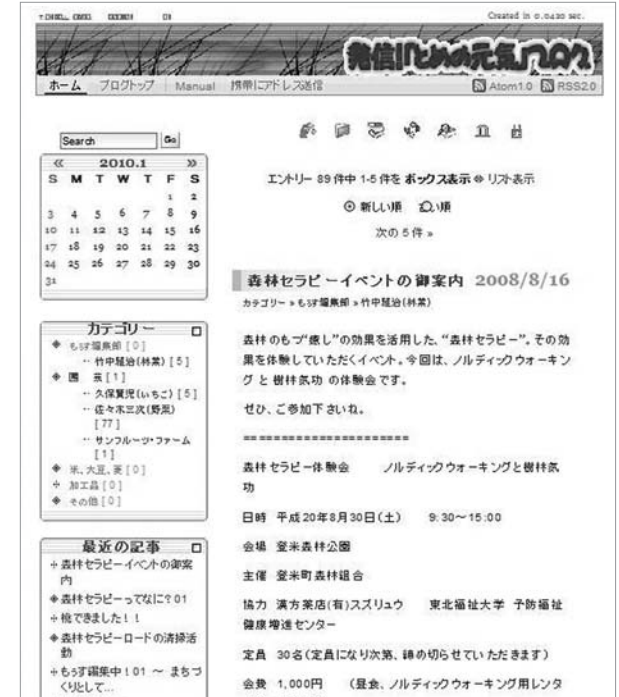 Created in 0.0420 sec.
ホーム ブログトップ Manual 携帯にアドレス送信 Atom1.0 RSS2.0
Search Go
« 2010.1 »
S M T W T F S
1 2
3 4 5 6 7 8 9
10 11 12 13 14 15 16
17 18 19 20 21 22 23
24 25 26 27 28 29 30
31
カテゴリー
もうす編集部 [0]
竹中雄治(林業) [5]
園 芸 [1]
久保賢児(いちご) [5]
佐々木三次(野菜)
[77]
サンフルーツ・ファーム
[1]
米、大豆、麦 [0]
加工品 [0]
その他 [0]
最近の記事
森林セラピーイベントの御案
内
森林セラピーってなに?01
桃できました!!
森林セラピーロードの清掃活
動
もうす編集中!01 ～ まちづ
くりとして...
エントリー 89件中 1-5件を ボックス表示 ⇔ リスト表示
新しい順 古い順
次の5件 »
森林セラピーイベントの御案内 2008/8/16
カテゴリー » もうす編集部 » 竹中雄治(林業)
森林のもつ“癒し”の効果を活用した、“森林セラピー”。その効
果を体験していただくイベント。今回は、ノルディックウオーキン
グ と 樹林気功 の体験会です。
ぜひ、ご参加下さいね。
======================
森林セラピー体験会 ノルディックウオーキングと樹林気
功
日時 平成20年8月30日(土) 9:30～15:00
会場 登米森林公園
主催 登米町森林組合
協力 漢方薬店(有)スズリュウ 東北福祉大学 予防福祉
健康増進センター
定員 30名(定員になり次第、締め切らせていただきます)
会費 1,000円 (昼食、ノルディックウオーキング用レンタ